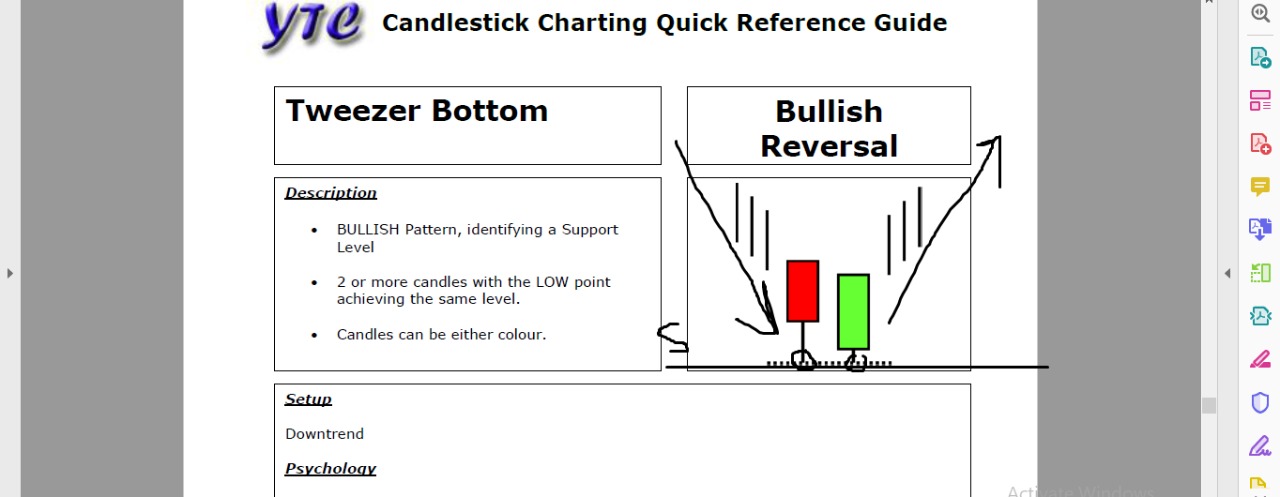 YTC Candlestick Charting Quick Reference Guide
Tweezer Bottom
Bullish
Reversal
Description
• BULLISH Pattern, identifying a Support
Level
• 2 or more candles with the LOW point
achieving the same level.
• Candles can be either colour.
S
Setup
Downtrend
Psychology
Activate Windows